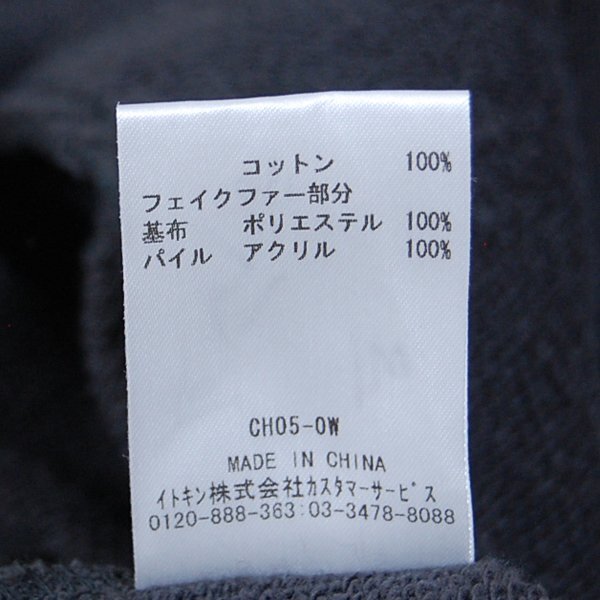 コットン 100%
フェイクファー部分
基布 ポリエステル 100%
パイル アクリル 100%
CH05-0W
MADE IN CHINA
イトキン株式会社ｶｽﾀﾏｰｻｰﾋﾞｽ
0120-888-363:03-3478-8088